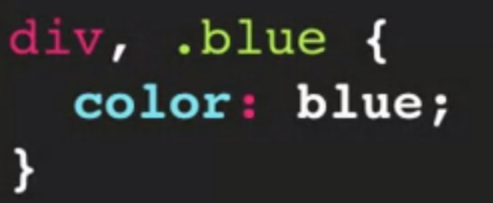 div, .blue {
  color: blue;
}